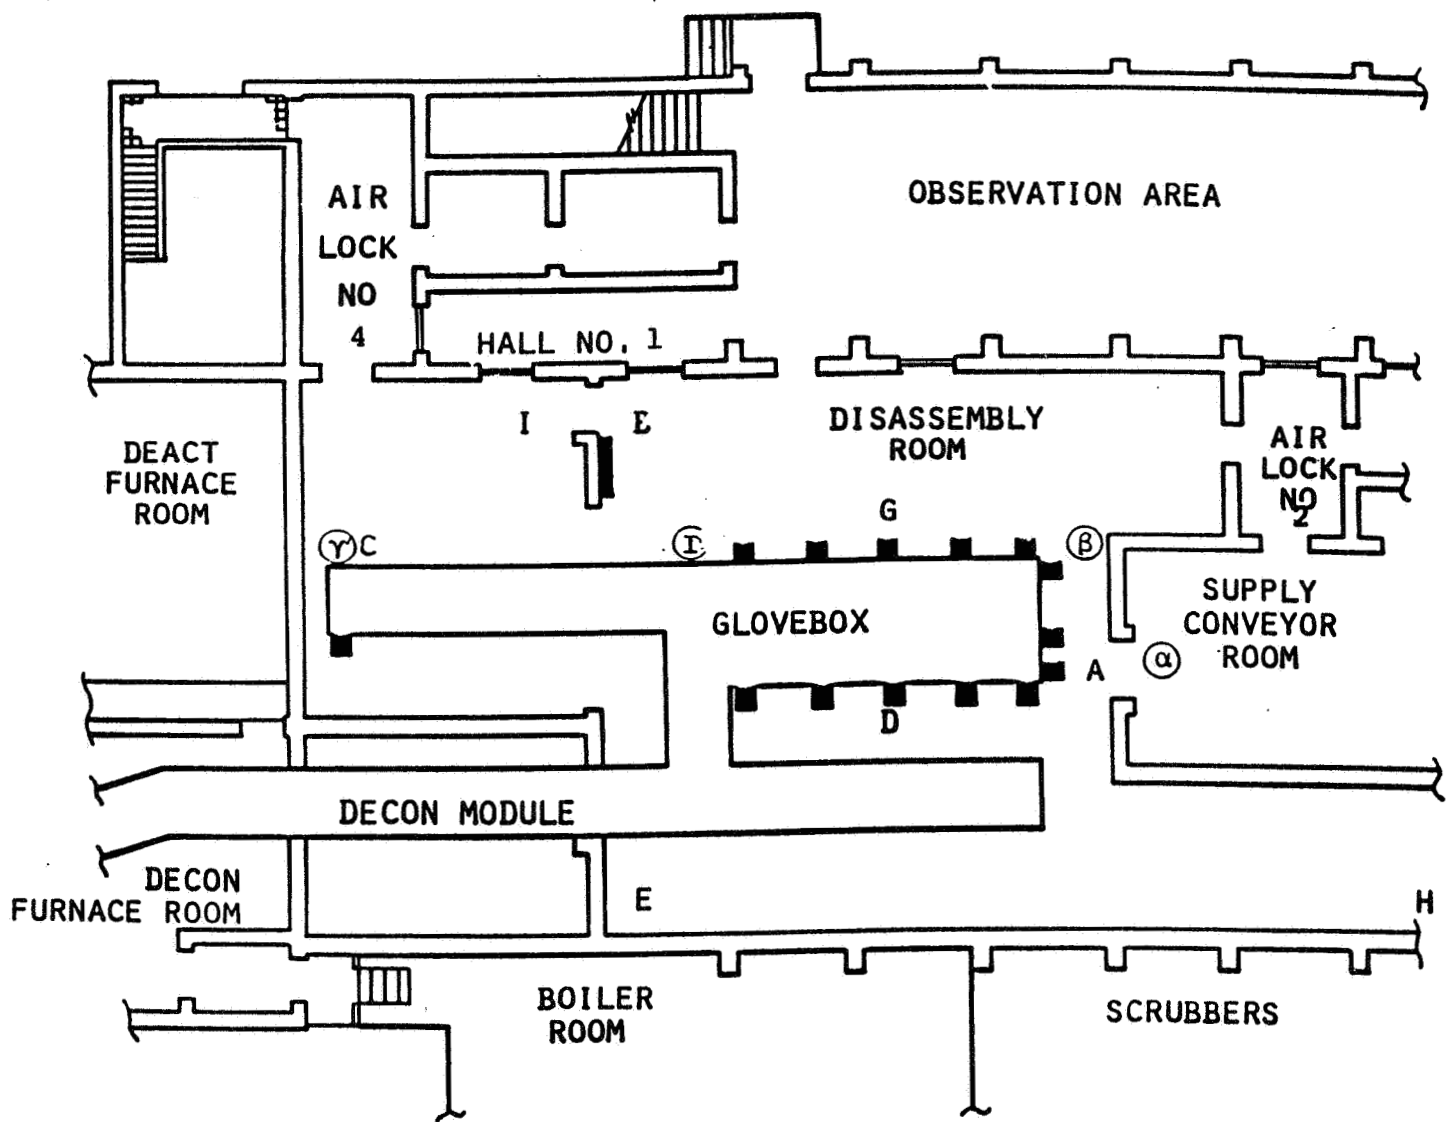 AIR
LOCK
NO
4
OBSERVATION AREA
HALL NO. 1
I
E
DISASSEMBLY
ROOM
AIR
LOCK
NO
2
DEACT
FURNACE
ROOM
G
γ C
I
β
SUPPLY
CONVEYOR
ROOM
GLOVEBOX
A
α
D
DECON MODULE
DECON
FURNACE ROOM
E
H
BOILER
ROOM
SCRUBBERS